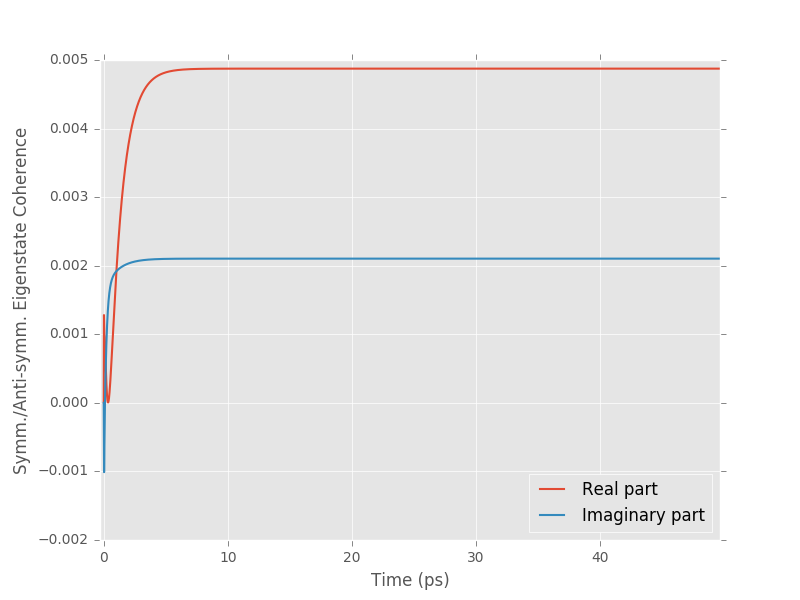 0.005
0.004
0.003
0.002
0.001
0.000
−0.001
−0.002
Symm./Anti-symm. Eigenstate Coherence
0 10 20 30 40
Time (ps)
Real part
Imaginary part